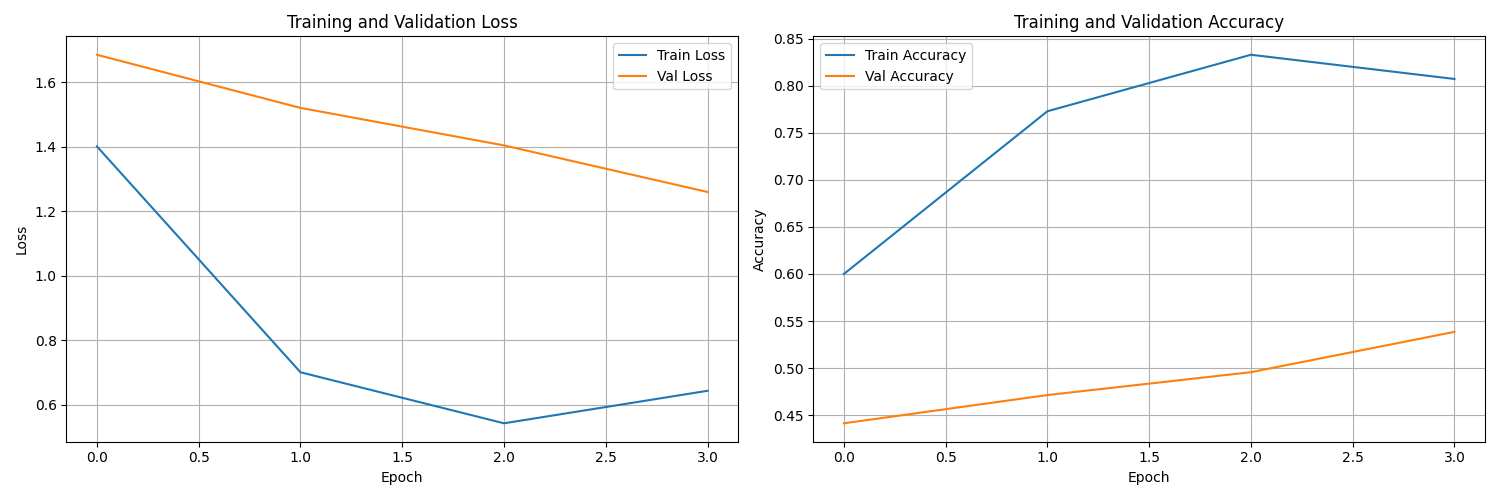 Training and Validation Loss
Train Loss
Val Loss
1.6
1.4
1.2
1.0
0.8
0.6
Loss
0.0
0.5
1.0
1.5
2.0
2.5
3.0
Epoch
Training and Validation Accuracy
Train Accuracy
Val Accuracy
0.85
0.80
0.75
0.70
0.65
0.60
0.55
0.50
0.45
Accuracy
0.0
0.5
1.0
1.5
2.0
2.5
3.0
Epoch